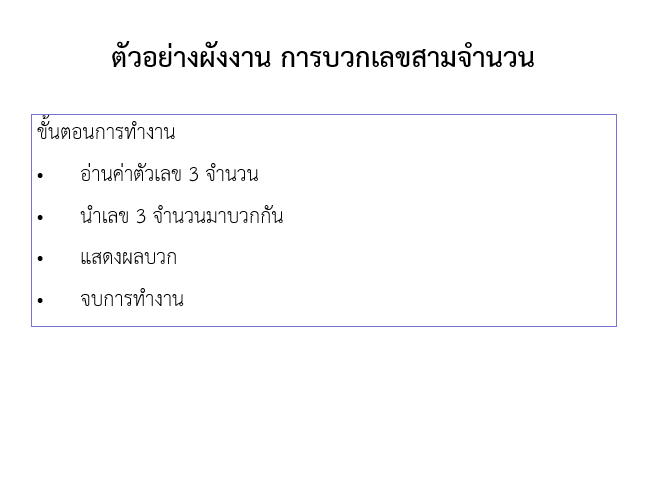 ตัวอย่างผังงาน การบวกเลขสามจำนวน
ขั้นตอนการทำงาน
• อ่านค่าตัวเลข 3 จำนวน
• นำเลข 3 จำนวนมาบวกกัน
• แสดงผลบวก
• จบการทำงาน